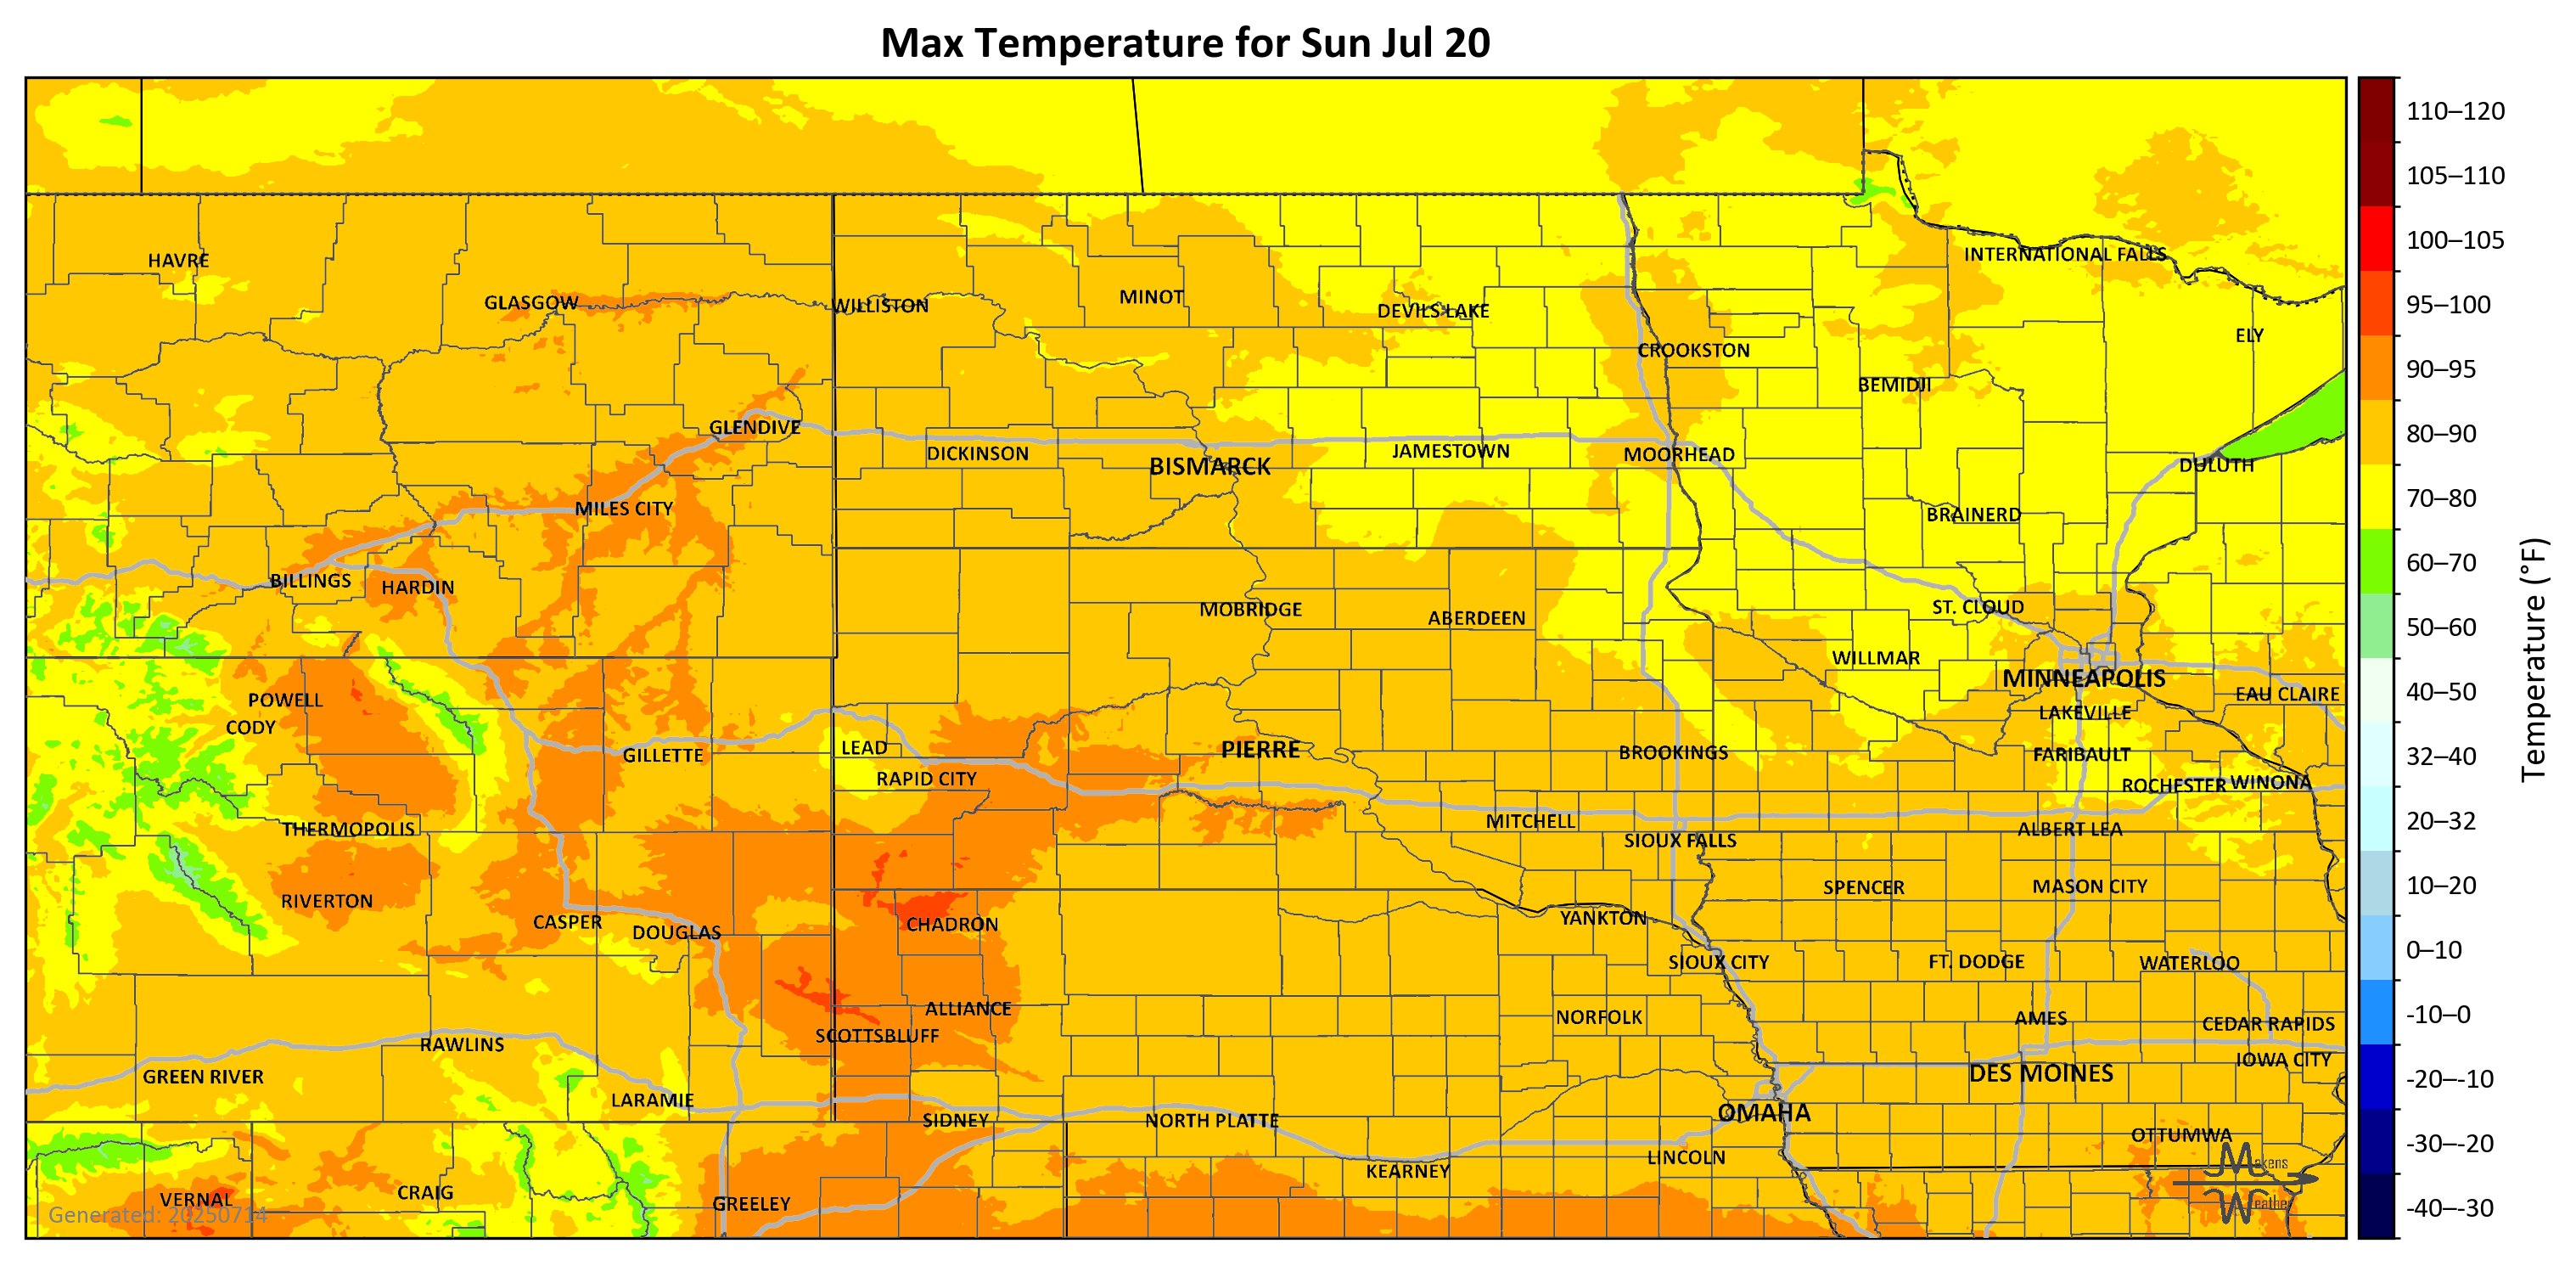 Max Temperature for Sun Jul 20
110–120
105–110
100–105
95–100
90–95
80–90
70–80
60–70
50–60
40–50
32–40
20–32
10–20
0–10
-10–0
-20–-10
-30–-20
-40–-30
Temperature (°F)
HAVRE
GLASGOW
WILLISTON
MINOT
DEVILS LAKE
INTERNATIONAL FALLS
ELY
CROOKSTON
BEMIDJI
GLENDIVE
DICKINSON
BISMARCK
JAMESTOWN
MOORHEAD
DULUTH
MILES CITY
BRAINERD
BILLINGS
HARDIN
MOBRIDGE
ABERDEEN
ST. CLOUD
WILLMAR
MINNEAPOLIS
EAU CLAIRE
POWELL
CODY
LAKEVILLE
GILLETTE
LEAD
PIERRE
BROOKINGS
FARIBAULT
RAPID CITY
ROCHESTER
WINONA
THERMOPOLIS
MITCHELL
SIOUX FALLS
ALBERT LEA
RIVERTON
SPENCER
MASON CITY
CASPER
DOUGLAS
CHADRON
YANKTON
SIOUX CITY
FT. DODGE
WATERLOO
ALLIANCE
NORFOLK
AMES
CEDAR RAPIDS
SCOTTSBLUFF
RAWLINS
IOWA CITY
GREEN RIVER
DES MOINES
LARAMIE
SIDNEY
NORTH PLATTE
OMAHA
OTTUMWA
LINCOLN
KEARNEY
VERNAL
CRAIG
GREELEY
Makens
Weather
Generated: 20250714